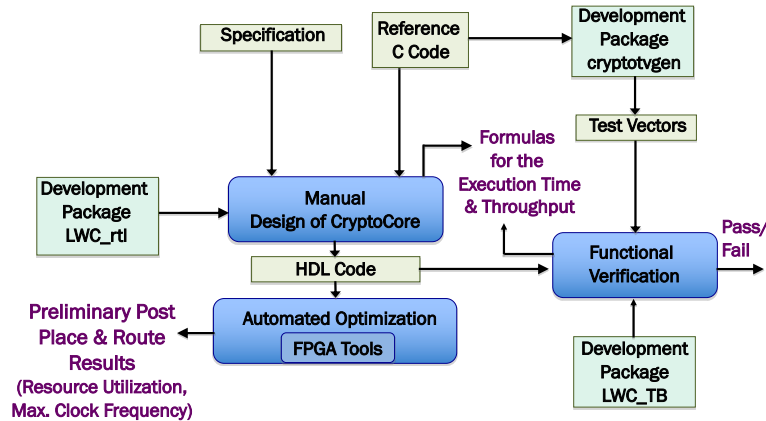 Specification
Reference
C Code
Development
Package
cryptotvgen
Test Vectors
Formulas
for the
Execution Time
& Throughput
Development
Package
LWC_rtl
Manual
Design of CryptoCore
Pass/
Fail
Functional
Verification
HDL Code
Preliminary Post
Place & Route
Results
(Resource Utilization,
Max. Clock Frequency)
Automated Optimization
FPGA Tools
Development
Package
LWC_TB